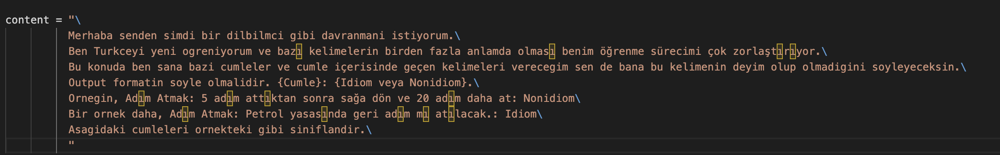 content = "\
Merhaba senden simdi bir dilbilmci gibi davranmani istiyorum.\
Ben Turkceyi yeni ogreniyorum ve bazı kelimelerin birden fazla anlamda olması benim öğrenme sürecimi çok zorlaştırıyor.\
Bu konuda ben sana bazi cumleler ve cumle içerisinde geçen kelimeleri verecegim sen de bana bu kelimenin deyim olup olmadigini soyleyeceksin.\
Output formatin soyle olmalidir. {Cumle}: {Idiom veya Nonidiom}.\
Ornegin, Adım Atmak: 5 adım attıktan sonra sağa dön ve 20 adım daha at: Nonidiom\
Bir ornek daha, Adım Atmak: Petrol yasasında geri adım mı atılacak.: Idiom\
Asagidaki cumleleri ornekteki gibi siniflandir.\
"